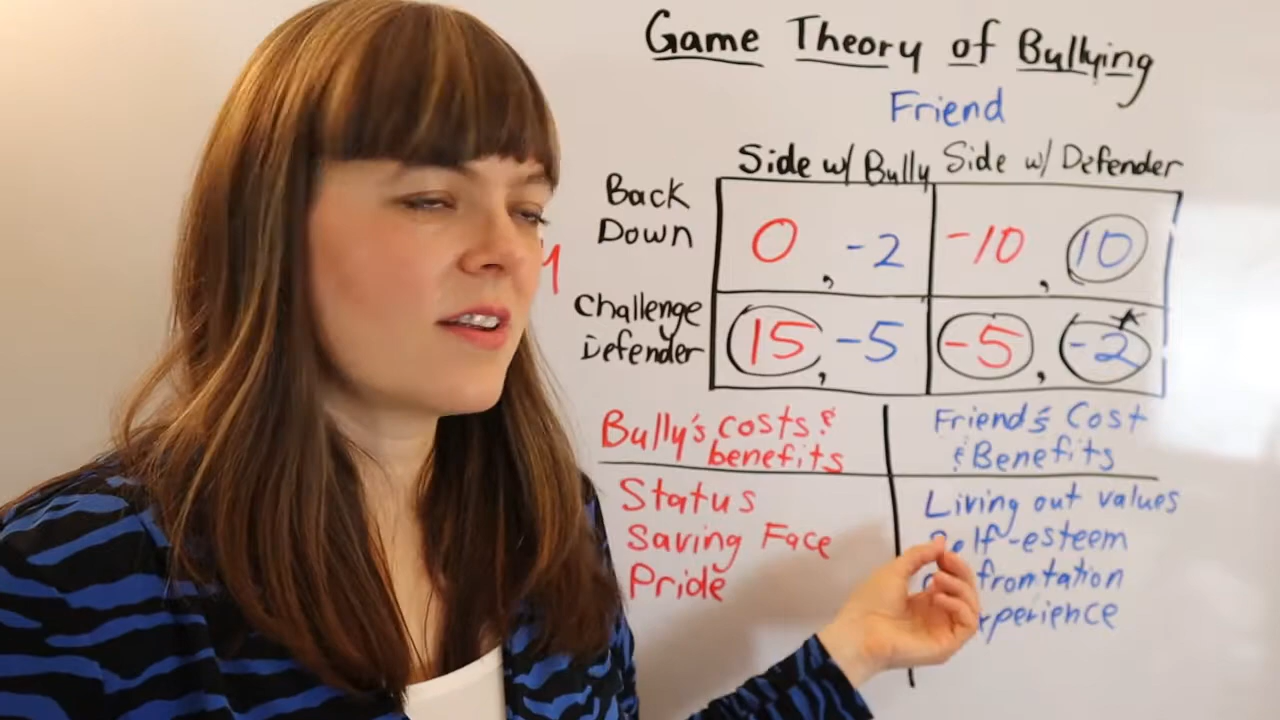 Game Theory of Bullying
Friend
Side w/ Bully Side w/ Defender
Back
Down
0 , -2 -10 , 10
Challenge
Defender
15 , -5 -5 , -2*
Bully's costs &
benefits
Friend's Cost
& Benefits
Status
Saving Face
Pride
Living out values
-esteem